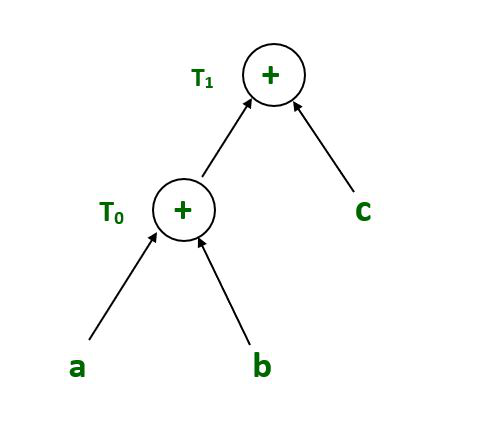 T₁ +
T₀ + c
a b